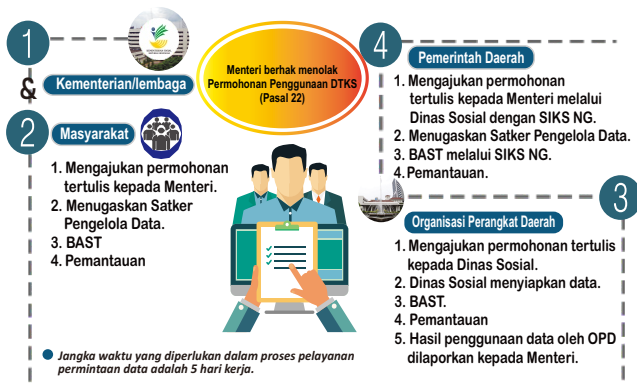 1
&
Kementerian/lembaga
2
Masyarakat
1. Mengajukan permohonan
tertulis kepada Menteri.
2. Menugaskan Satker
Pengelola Data.
3. BAST
4. Pemantauan
Menteri berhak menolak
Permohonan Penggunaan DTKS
(Pasal 22)
4
Pemerintah Daerah
1. Mengajukan permohonan
tertulis kepada Menteri melalui
Dinas Sosial dengan SIKS NG.
2. Menugaskan Satker Pengelola Data.
3. BAST melalui SIKS NG.
4. Pemantauan.
3
Organisasi Perangkat Daerah
1. Mengajukan permohonan tertulis
kepada Dinas Sosial.
2. Dinas Sosial menyiapkan data.
3. BAST.
4. Pemantauan
5. Hasil penggunaan data oleh OPD
dilaporkan kepada Menteri.
Jangka waktu yang diperlukan dalam proses pelayanan
permintaan data adalah 5 hari kerja.